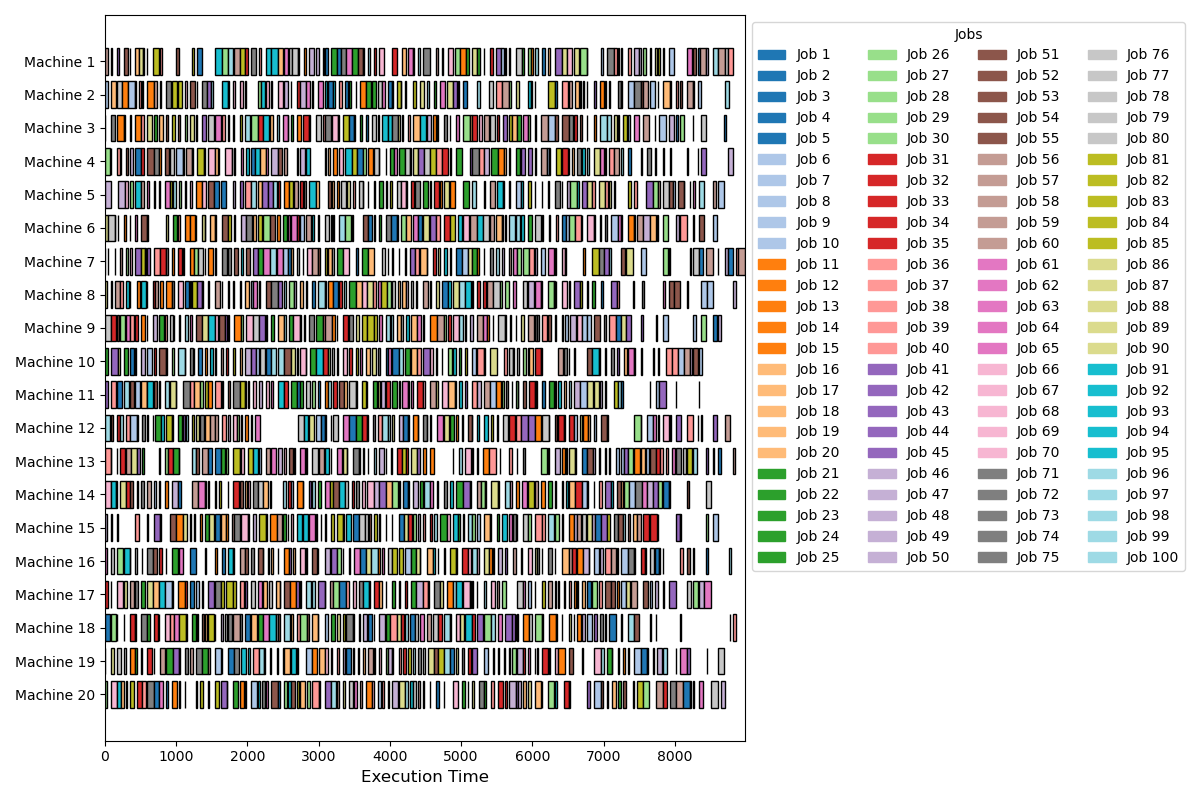 Machine 1
Machine 2
Machine 3
Machine 4
Machine 5
Machine 6
Machine 7
Machine 8
Machine 9
Machine 10
Machine 11
Machine 12
Machine 13
Machine 14
Machine 15
Machine 16
Machine 17
Machine 18
Machine 19
Machine 20
0 1000 2000 3000 4000 5000 6000 7000 8000
Execution Time
Jobs
Job 1 Job 26 Job 51 Job 76
Job 2 Job 27 Job 52 Job 77
Job 3 Job 28 Job 53 Job 78
Job 4 Job 29 Job 54 Job 79
Job 5 Job 30 Job 55 Job 80
Job 6 Job 31 Job 56 Job 81
Job 7 Job 32 Job 57 Job 82
Job 8 Job 33 Job 58 Job 83
Job 9 Job 34 Job 59 Job 84
Job 10 Job 35 Job 60 Job 85
Job 11 Job 36 Job 61 Job 86
Job 12 Job 37 Job 62 Job 87
Job 13 Job 38 Job 63 Job 88
Job 14 Job 39 Job 64 Job 89
Job 15 Job 40 Job 65 Job 90
Job 16 Job 41 Job 66 Job 91
Job 17 Job 42 Job 67 Job 92
Job 18 Job 43 Job 68 Job 93
Job 19 Job 44 Job 69 Job 94
Job 20 Job 45 Job 70 Job 95
Job 21 Job 46 Job 71 Job 96
Job 22 Job 47 Job 72 Job 97
Job 23 Job 48 Job 73 Job 98
Job 24 Job 49 Job 74 Job 99
Job 25 Job 50 Job 75 Job 100